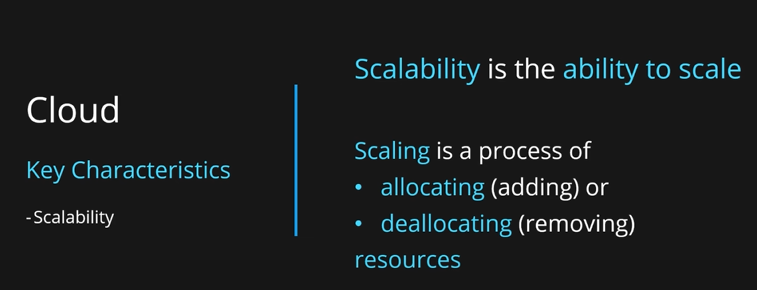 Cloud
Key Characteristics
-Scalability
Scalability is the ability to scale
Scaling is a process of
• allocating (adding) or
• deallocating (removing)
resources